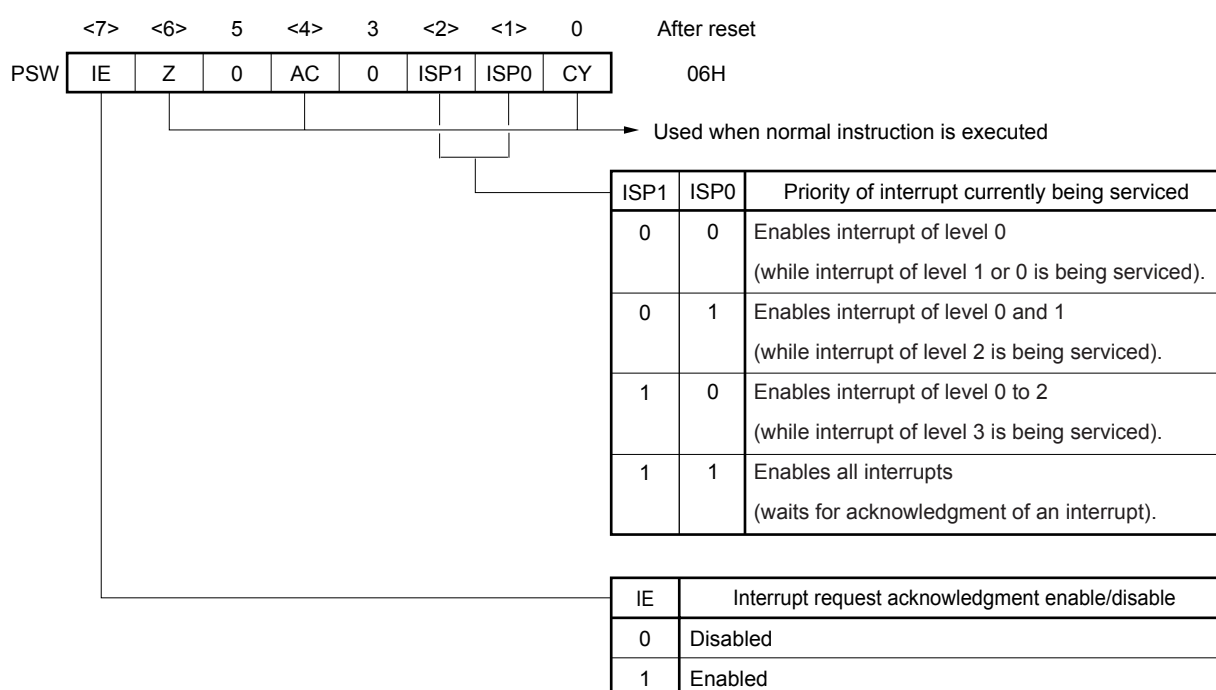 <7> <6> 5 <4> 3 <2> <1> 0 After reset
PSW IE Z 0 AC 0 ISP1 ISP0 CY 06H
Used when normal instruction is executed
ISP1 ISP0 Priority of interrupt currently being serviced
0 0 Enables interrupt of level 0
(while interrupt of level 1 or 0 is being serviced).
0 1 Enables interrupt of level 0 and 1
(while interrupt of level 2 is being serviced).
1 0 Enables interrupt of level 0 to 2
(while interrupt of level 3 is being serviced).
1 1 Enables all interrupts
(waits for acknowledgment of an interrupt).
IE Interrupt request acknowledgment enable/disable
0 Disabled
1 Enabled